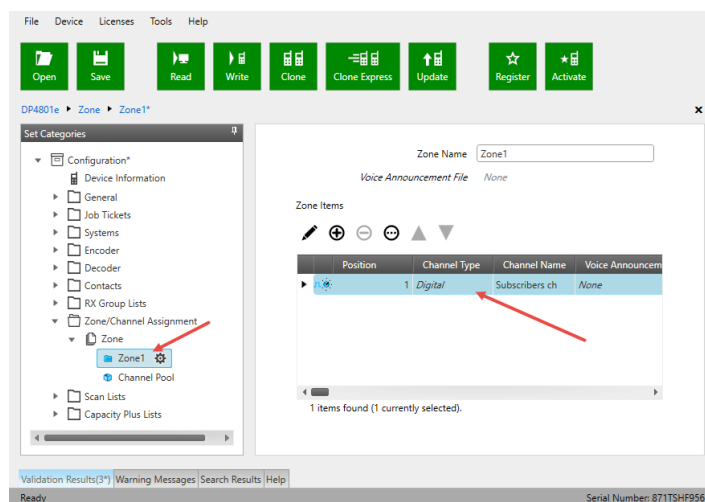 File Device Licenses Tools Help
Open Save Read Write Clone Clone Express Update Register Activate
DP4801e Zone Zone1*
Set Categories
Configuration*
Device Information
General
Job Tickets
Systems
Encoder
Decoder
Contacts
RX Group Lists
Zone/Channel Assignment
Zone
Zone1
Channel Pool
Scan Lists
Capacity Plus Lists
Zone Name Zone1
Voice Announcement File None
Zone Items
Position Channel Type Channel Name Voice Announcem
1 Digital Subscribers ch None
1 items found (1 currently selected).
Validation Results(3*) Warning Messages Search Results Help
Ready Serial Number: 871TSHF956